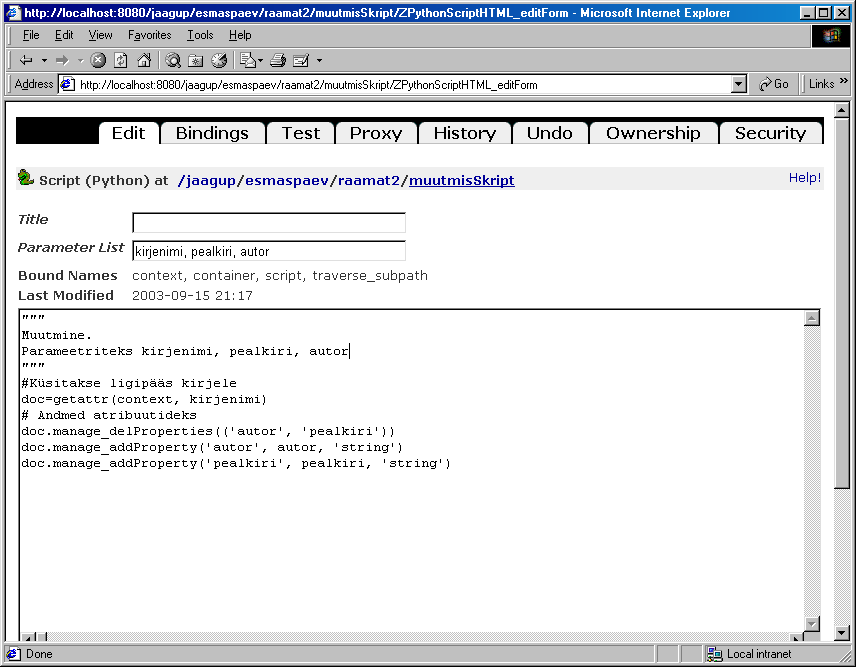 http://localhost:8080/jaagup/esmaspaev/raamat2/muutmisSkript/ZPythonScriptHTML_editForm - Microsoft Internet Explorer
File Edit View Favorites Tools Help
Address http://localhost:8080/jaagup/esmaspaev/raamat2/muutmisSkript/ZPythonScriptHTML_editForm Go Links »
Edit Bindings Test Proxy History Undo Ownership Security
Script (Python) at /jaagup/esmaspaev/raamat2/muutmisSkript Help!
Title
Parameter List kirjenimi, pealkiri, autor
Bound Names context, container, script, traverse_subpath
Last Modified 2003-09-15 21:17
"""
Muutmine.
Parameetriteks kirjenimi, pealkiri, autor
"""
#Küsitakse ligipääs kirjele
doc=getattr(context, kirjenimi)
# Andmed atribuutideks
doc.manage_delProperties(('autor', 'pealkiri'))
doc.manage_addProperty('autor', autor, 'string')
doc.manage_addProperty('pealkiri', pealkiri, 'string')
Done Local intranet